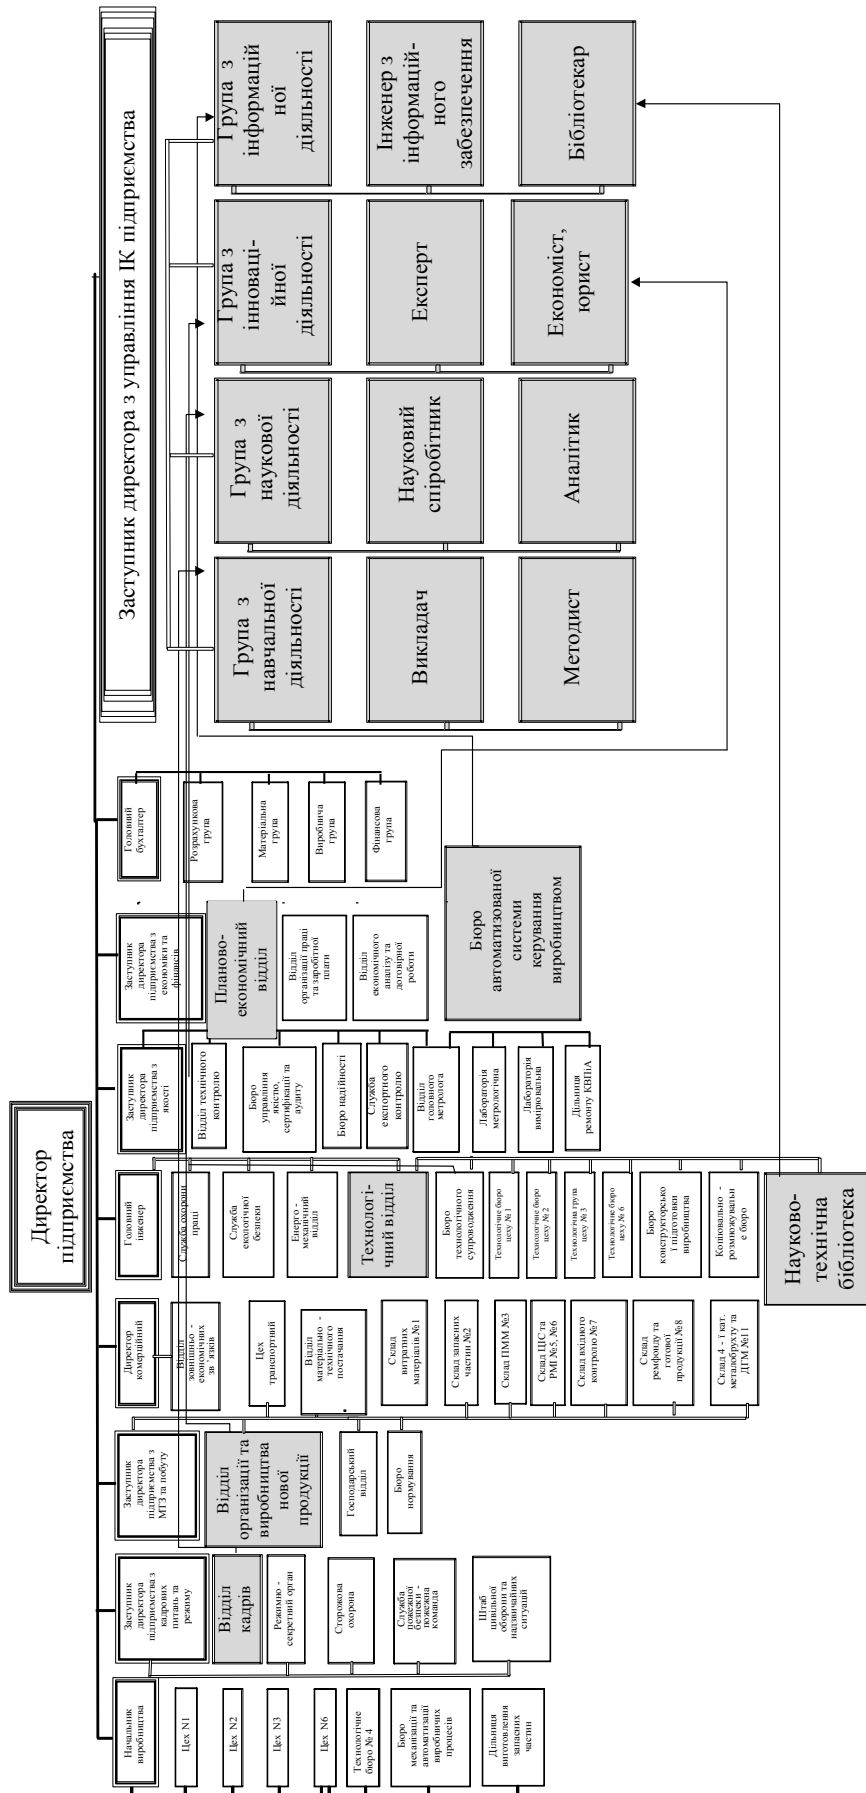 Директор
підприємства
Начальник
виробництва
Цех N1
Цех N2
Цех N3
Цех N6
Технологічне
бюро № 4
Бюро
механізації та
автоматизації
виробничих
процесів
Дільниця
виготовлення
запасних
частин
Заступник
директора
підприємства з
кадрових
питань та
режиму
Відділ
кадрів
Режимно -
секретний орган
Сторожова
охорона
Служба
пожежної
безпеки -
пожежна
команда
Штаб
цивільної
оборони та
надзвичайних
ситуацій
Заступник
директора
підприємства з
МТЗ та побуту
Відділ
організації та
виробництва
нової
продукції
Господарський
відділ
Бюро
нормування
Директор
комерційний
Відділ
зовнішньо -
економічних
зв`язків
Цех
транспортний
Відділ
матеріально -
технічного
постачання
Склад
витратних
матеріалів №1
Склад запасних
частин №2
Склад ПММ №3
Склад ЦІС та
РМІ №5, №6
Склад вхідного
контролю №7
Склад
ремфонду та
готової
продукції №8
Склад 4 - ї кат.
металобрухту та
ДГМ №11
Головний
інженер
Служба охорони
праці
Служба
екологічної
безпеки
Енерго -
механічний
відділ
Технологі-
чний відділ
Бюро
технологічного
супроводження
Технологічне бюро
цеху № 1
Технологічне бюро
цеху № 2
Технологічна група
цеху № 3
Технологічне бюро
цеху № 6
Бюро
конструкторсько
ї підготовки
виробництва
Копіювально -
розмножувальн
е бюро
Науково-
технічна
бібліотека
Заступник
директора
підприємства з
якості
Відділ технічного
контролю
Бюро
управління
якістю,
сертифікації та
аудиту
Бюро надійності
Служба
експортного
контролю
Відділ
головного
метролога
Лабораторія
метрологічна
Лабораторія
вимірювальна
Дільниця
ремонту КВПіА
Заступник
директора
підприємства з
економіки та
фінансів
Планово-
економічний
відділ
Відділ
організації праці
та заробітної
плати
Відділ
економічного
аналізу та
договірної
роботи
Бюро
автоматизованої
системи
керування
виробництвом
Головний
бухгалтер
Розрахункова
група
Матеріальна
група
Виробнича
група
Фінансова
група
Заступник директора з управління ІК підприємства
Група з
навчальної
діяльності
Викладач
Методист
Група з
наукової
діяльності
Науковий
спіробітник
Аналітик
Група з
інноваці-
йної
діяльності
Експерт
Економіст,
юрист
Група з
інформацій
ної
діяльності
Інженер з
інформацій-
ного
забезпечення
Бібліотекар